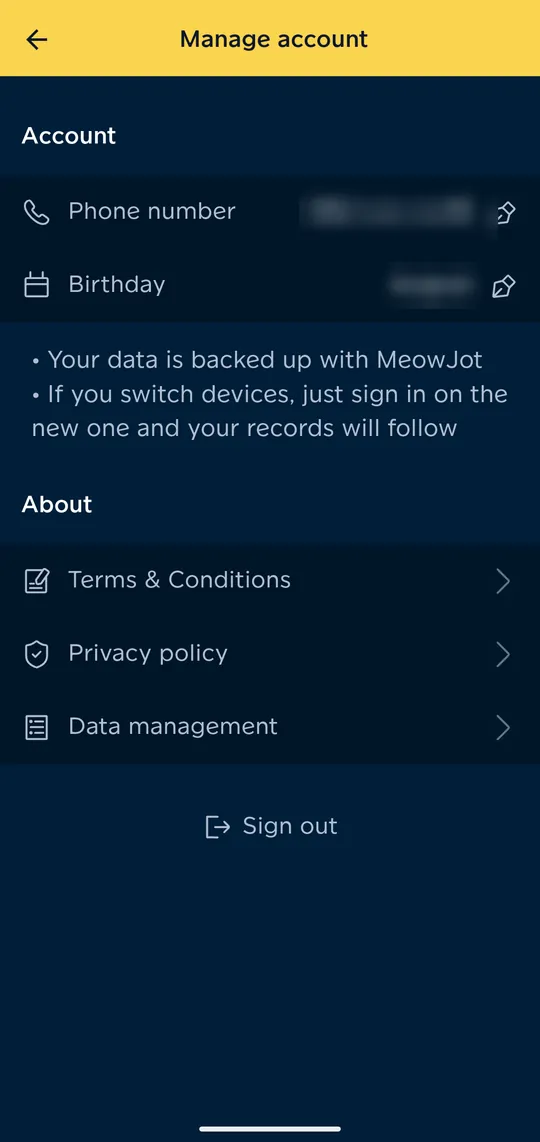 Manage account
Account
Phone number
Birthday
• Your data is backed up with MeowJot
• If you switch devices, just sign in on the
new one and your records will follow
About
Terms & Conditions
Privacy policy
Data management
Sign out